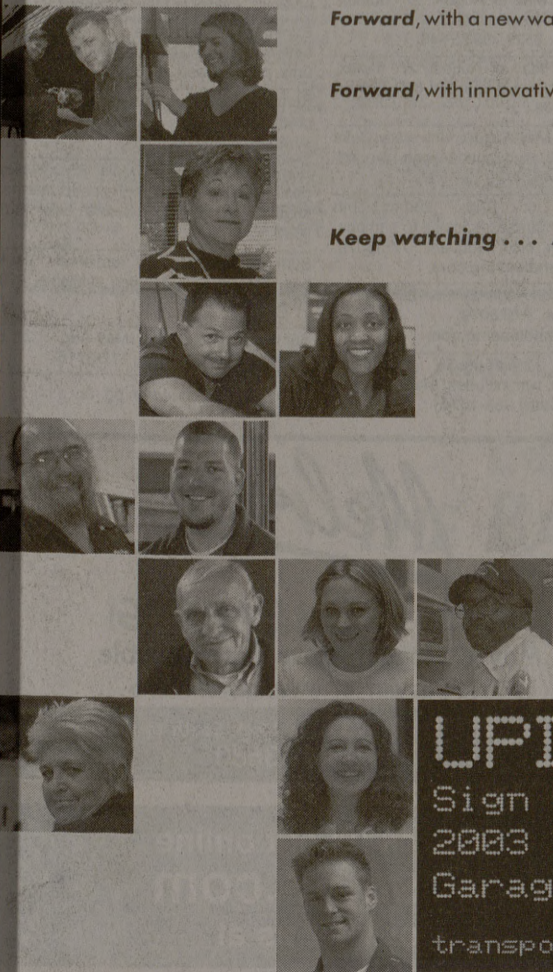 Forward, with a new wa
Forward, with innovativ
Keep watching . . .
UPI
Sign
2003
Garag
transpo